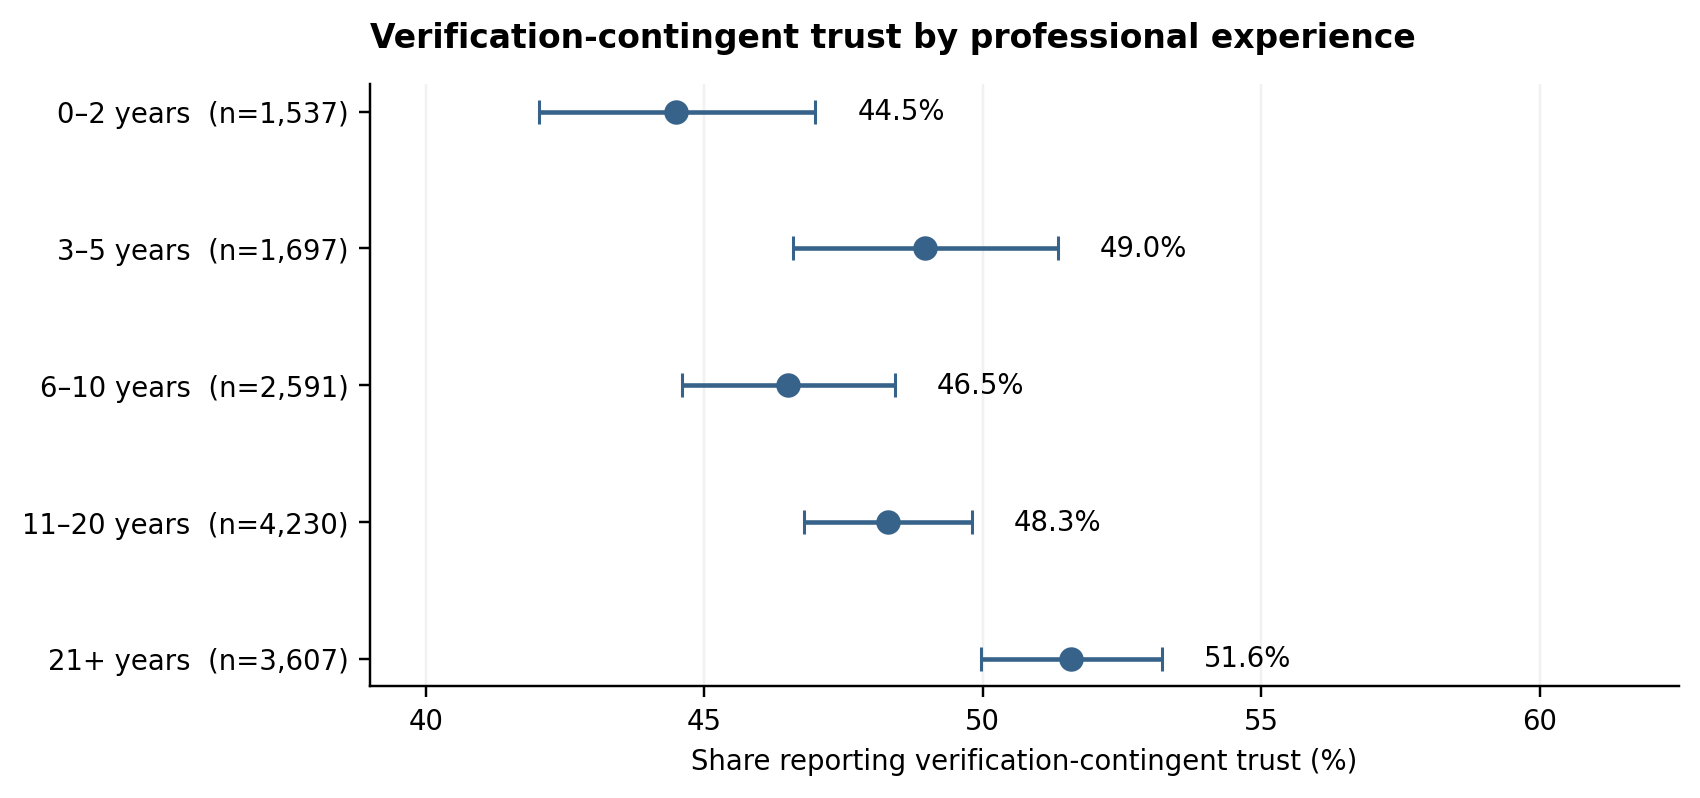 Verification-contingent trust by professional experience
0–2 years (n=1,537)
44.5%
3–5 years (n=1,697)
49.0%
6–10 years (n=2,591)
46.5%
11–20 years (n=4,230)
48.3%
21+ years (n=3,607)
51.6%
40 45 50 55 60
Share reporting verification-contingent trust (%)